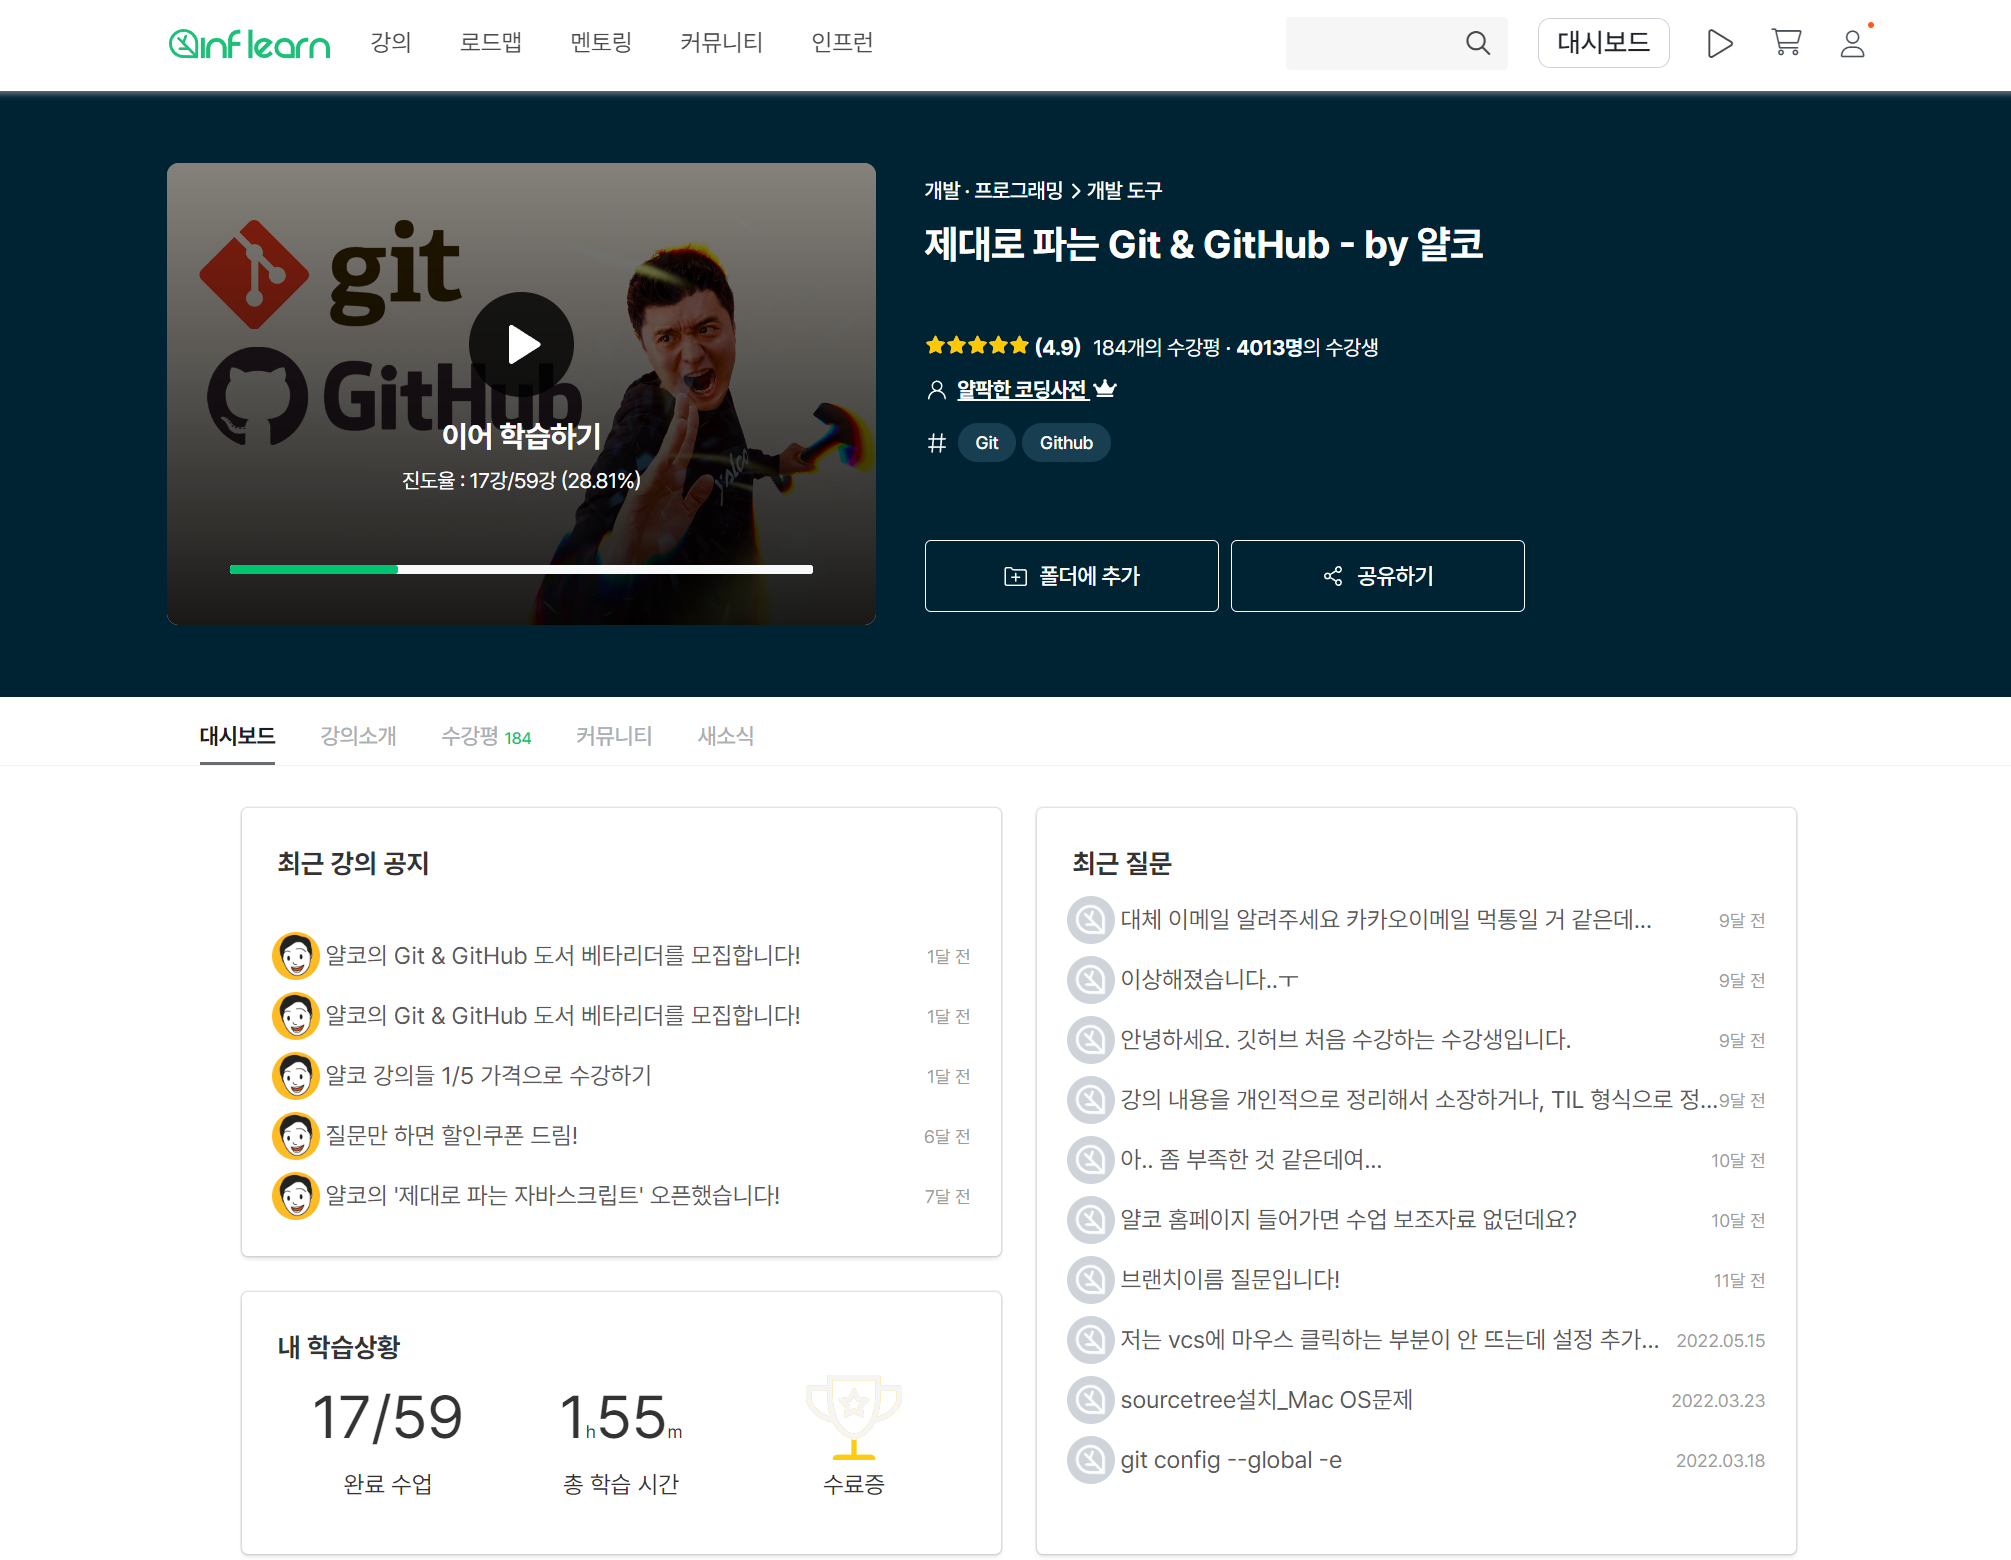 inflearn 강의 로드맵 멘토링 커뮤니티 인프런 대시보드
git
GitHub
이어 학습하기
진도율 : 17강/59강 (28.81%)
개발 · 프로그래밍 > 개발 도구
제대로 파는 Git & GitHub - by 얄코
(4.9) 184개의 수강평 · 4013명의 수강생
얄팍한 코딩사전
# Git Github
폴더에 추가 공유하기
대시보드 강의소개 수강평 184 커뮤니티 새소식
최근 강의 공지
얄코의 Git & GitHub 도서 베타리더를 모집합니다! 1달 전
얄코의 Git & GitHub 도서 베타리더를 모집합니다! 1달 전
얄코 강의들 1/5 가격으로 수강하기 1달 전
질문만 하면 할인쿠폰 드림! 6달 전
얄코의 '제대로 파는 자바스크립트' 오픈했습니다! 7달 전
내 학습상황
17/59 1h55m
완료 수업 총 학습 시간 수료증
최근 질문
대체 이메일 알려주세요 카카오이메일 먹통일 거 같은데... 9달 전
이상해졌습니다..ㅜ 9달 전
안녕하세요. 깃허브 처음 수강하는 수강생입니다. 9달 전
강의 내용을 개인적으로 정리해서 소장하거나, TIL 형식으로 정... 9달 전
아.. 좀 부족한 것 같은데여... 10달 전
얄코 홈페이지 들어가면 수업 보조자료 없던데요? 10달 전
브랜치이름 질문입니다! 11달 전
저는 vcs에 마우스 클릭하는 부분이 안 뜨는데 설정 추가... 2022.05.15
sourcetree설치_Mac OS문제 2022.03.23
git config --global -e 2022.03.18